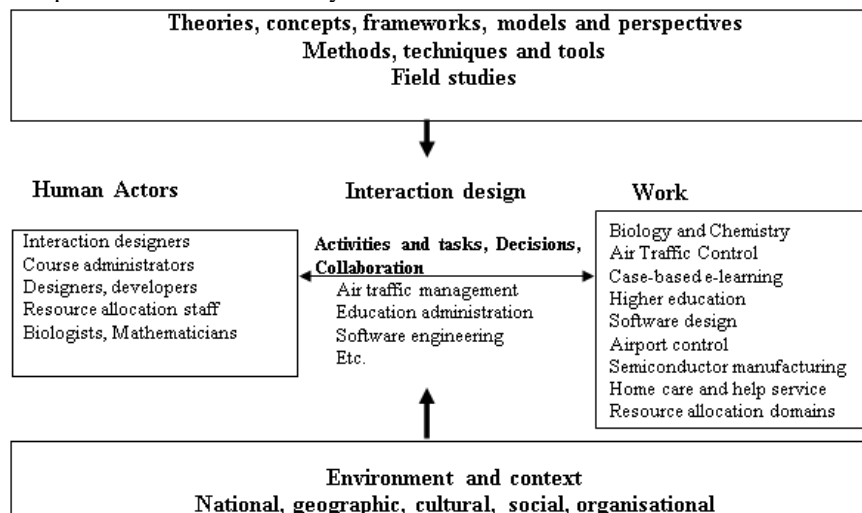 Theories, concepts, frameworks, models and perspectives
Methods, techniques and tools
Field studies
Human Actors
Interaction designers
Course administrators
Designers, developers
Resource allocation staff
Biologists, Mathematicians
Interaction design
Activities and tasks, Decisions,
Collaboration
Air traffic management
Education administration
Software engineering
Etc.
Work
Biology and Chemistry
Air Traffic Control
Case-based e-learning
Higher education
Software design
Airport control
Semiconductor manufacturing
Home care and help service
Resource allocation domains
Environment and context
National, geographic, cultural, social, organisational